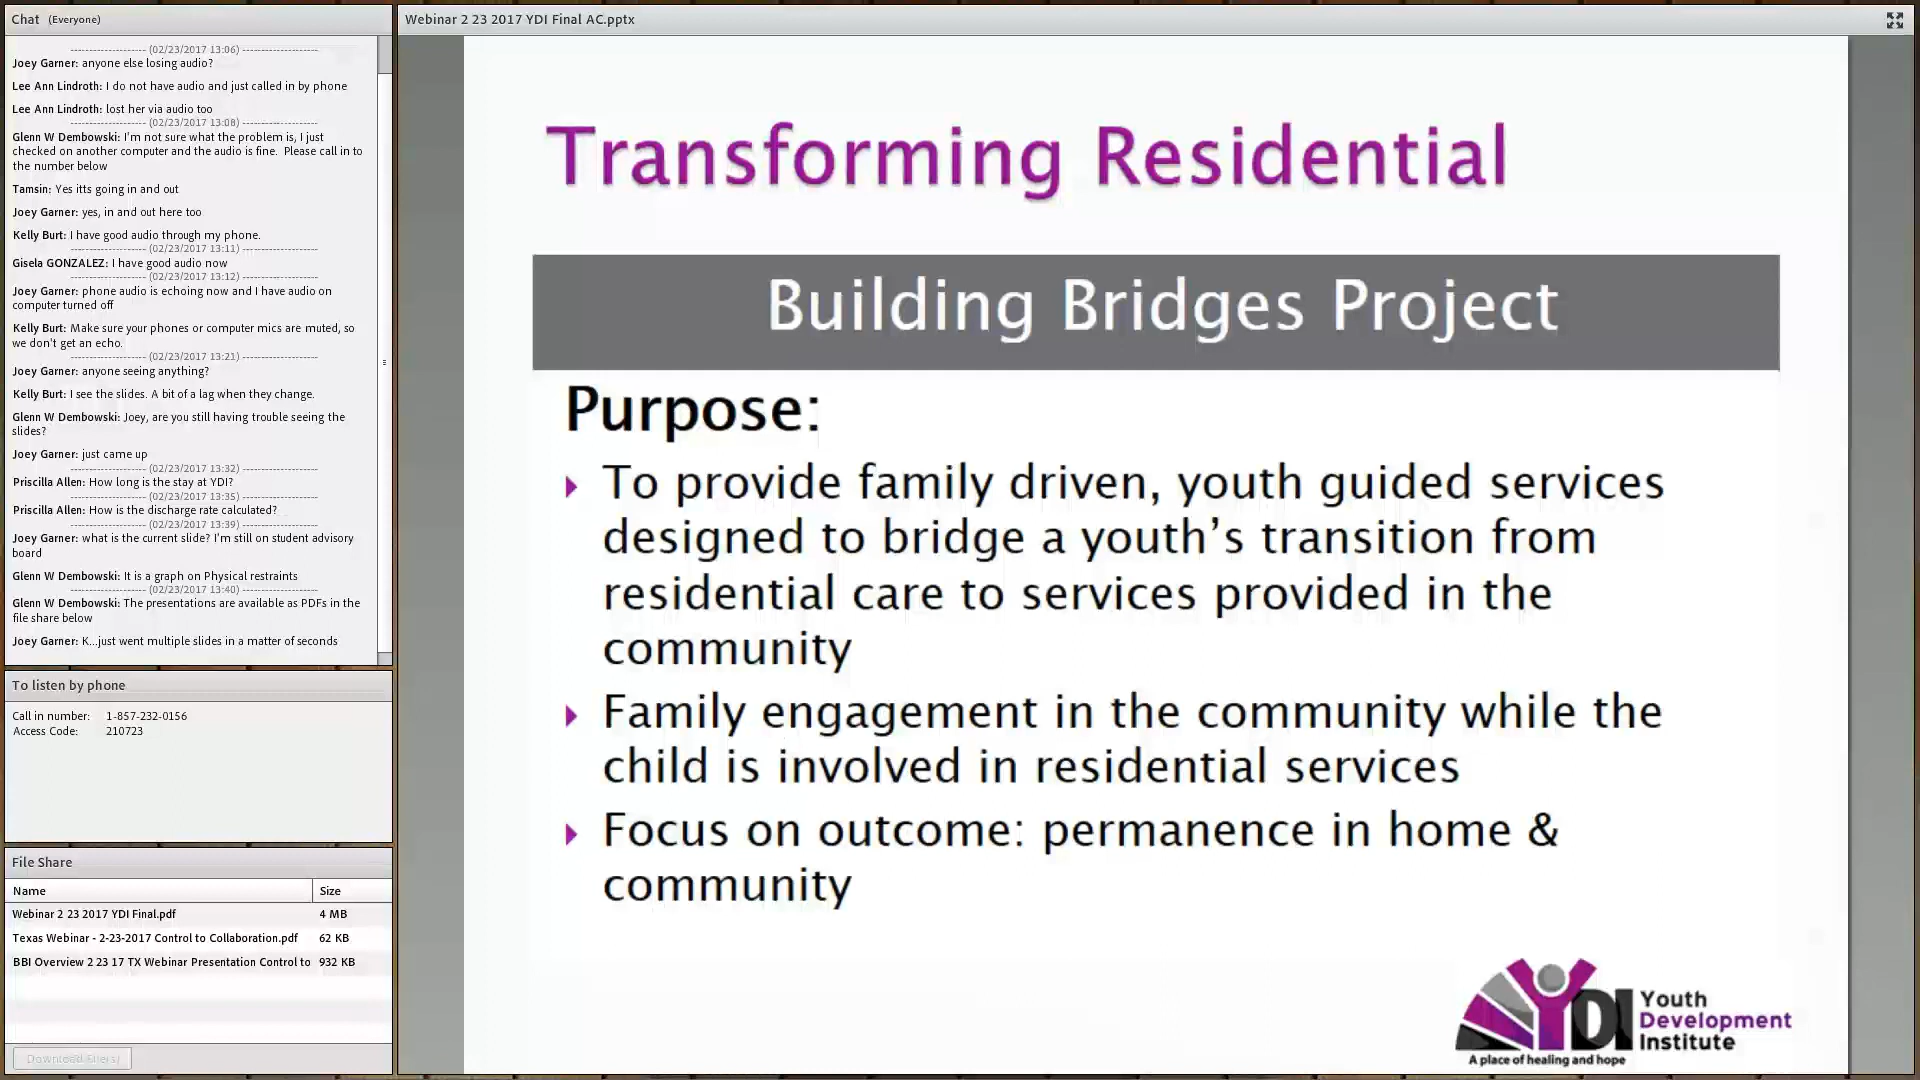 Chat (Everyone)
-------------------- (02/23/2017 13:06) --------------------
Joey Garner: anyone else losing audio?
Lee Ann Lindroth: I do not have audio and just called in by phone
Lee Ann Lindroth: lost her via audio too
-------------------- (02/23/2017 13:08) --------------------
Glenn W Dembowski: I'm not sure what the problem is, I just
checked on another computer and the audio is fine. Please call in to
the number below
Tamsin: Yes itts going in and out
Joey Garner: yes, in and out here too
Kelly Burt: I have good audio through my phone.
-------------------- (02/23/2017 13:11) --------------------
Gisela GONZALEZ: I have good audio now
-------------------- (02/23/2017 13:12) --------------------
Joey Garner: phone audio is echoing now and I have audio on
computer turned off
Kelly Burt: Make sure your phones or computer mics are muted, so
we don't get an echo.
-------------------- (02/23/2017 13:21) --------------------
Joey Garner: anyone seeing anything?
Kelly Burt: I see the slides. A bit of a lag when they change.
Glenn W Dembowski: Joey, are you still having trouble seeing the
slides?
Joey Garner: just came up
-------------------- (02/23/2017 13:32) --------------------
Priscilla Allen: How long is the stay at YDI?
-------------------- (02/23/2017 13:35) --------------------
Priscilla Allen: How is the discharge rate calculated?
-------------------- (02/23/2017 13:39) --------------------
Joey Garner: what is the current slide? I'm still on student advisory
board
Glenn W Dembowski: It is a graph on Physical restraints
-------------------- (02/23/2017 13:40) --------------------
Glenn W Dembowski: The presentations are available as PDFs in the
file share below
Joey Garner: K...just went multiple slides in a matter of seconds
To listen by phone
Call in number: 1-857-232-0156
Access Code: 210723
File Share
Name Size
Webinar 2 23 2017 YDI Final.pdf 4 MB
Texas Webinar - 2-23-2017 Control to Collaboration.pdf 62 KB
BBI Overview 2 23 17 TX Webinar Presentation Control to 932 KB
Download File(s)
Webinar 2 23 2017 YDI Final AC.pptx
Transforming Residential
Building Bridges Project
Purpose:
To provide family driven, youth guided services
designed to bridge a youth’s transition from
residential care to services provided in the
community
Family engagement in the community while the
child is involved in residential services
Focus on outcome: permanence in home &
community
YDI
Youth
Development
Institute
A place of healing and hope